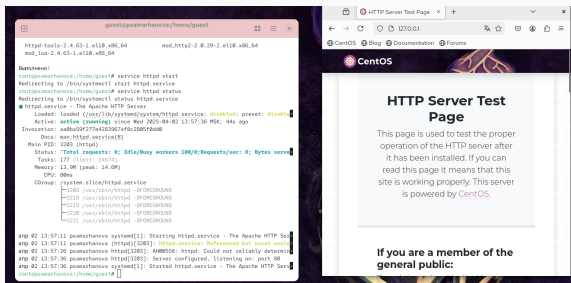 guest@psamarhanova:/home/guest
httpd-tools-2.4.63-1.el10.x86_64 mod_http2-2.0.29-2.el10.x86_64
mod_lua-2.4.63-1.el10.x86_64
Выполнено!
root@psamarhanova:/home/guest# service httpd start
Redirecting to /bin/systemctl start httpd.service
root@psamarhanova:/home/guest# service httpd status
Redirecting to /bin/systemctl status httpd.service
● httpd.service - The Apache HTTP Server
Loaded: loaded (/usr/lib/systemd/system/httpd.service; disabled; preset: disable
Active: active (running) since Wed 2025-04-02 13:57:36 MSK; 44s ago
Invocation: aa0ba59f277e4283967af8c2805f0dd0
Docs: man:httpd.service(8)
Main PID: 3203 (httpd)
Status: "Total requests: 0; Idle/Busy workers 100/0;Requests/sec: 0; Bytes serve
Tasks: 177 (limit: 24574)
Memory: 13.9M (peak: 14.6M)
CPU: 80ms
CGroup: /system.slice/httpd.service
├─3203 /usr/sbin/httpd -DFOREGROUND
├─3218 /usr/sbin/httpd -DFOREGROUND
├─3219 /usr/sbin/httpd -DFOREGROUND
├─3220 /usr/sbin/httpd -DFOREGROUND
└─3221 /usr/sbin/httpd -DFOREGROUND
апр 02 13:57:11 psamarhanova systemd[1]: Starting httpd.service - The Apache HTTP Ser
апр 02 13:57:11 psamarhanova (httpd)[3203]: httpd.service: Referenced but unset envir
апр 02 13:57:26 psamarhanova httpd[3203]: AH00558: httpd: Could not reliably determin
апр 02 13:57:36 psamarhanova httpd[3203]: Server configured, listening on: port 80
апр 02 13:57:36 psamarhanova systemd[1]: Started httpd.service - The Apache HTTP Serv
root@psamarhanova:/home/guest#
HTTP Server Test Page
127.0.0.1
CentOS Blog Documentation Forums
CentOS
HTTP Server Test
Page
This page is used to test the proper
operation of the HTTP server after
it has been installed. If you can
read this page it means that this
site is working properly. This server
is powered by CentOS.
If you are a member of the
general public: